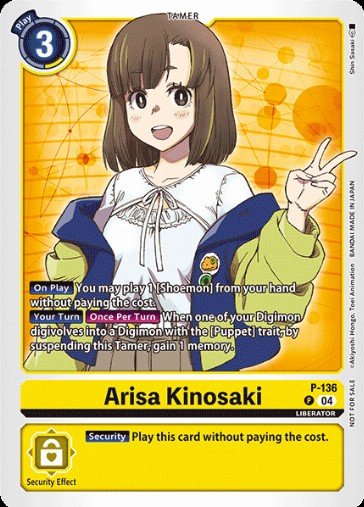 TAMER
Play
3
Shin Sasaki
On Play You may play 1 [Shoemon] from your hand
without paying the cost.
Your Turn Once Per Turn When one of your Digimon
digivolves into a Digimon with the [Puppet] trait, by
suspending this Tamer, gain 1 memory.
©Akiyoshi Hongo, Toei Animation BANDAI MADE IN JAPAN
NOT FOR SALE
Arisa Kinosaki
P-136
P 04
LIBERATOR
Security Play this card without paying the cost.
Security Effect